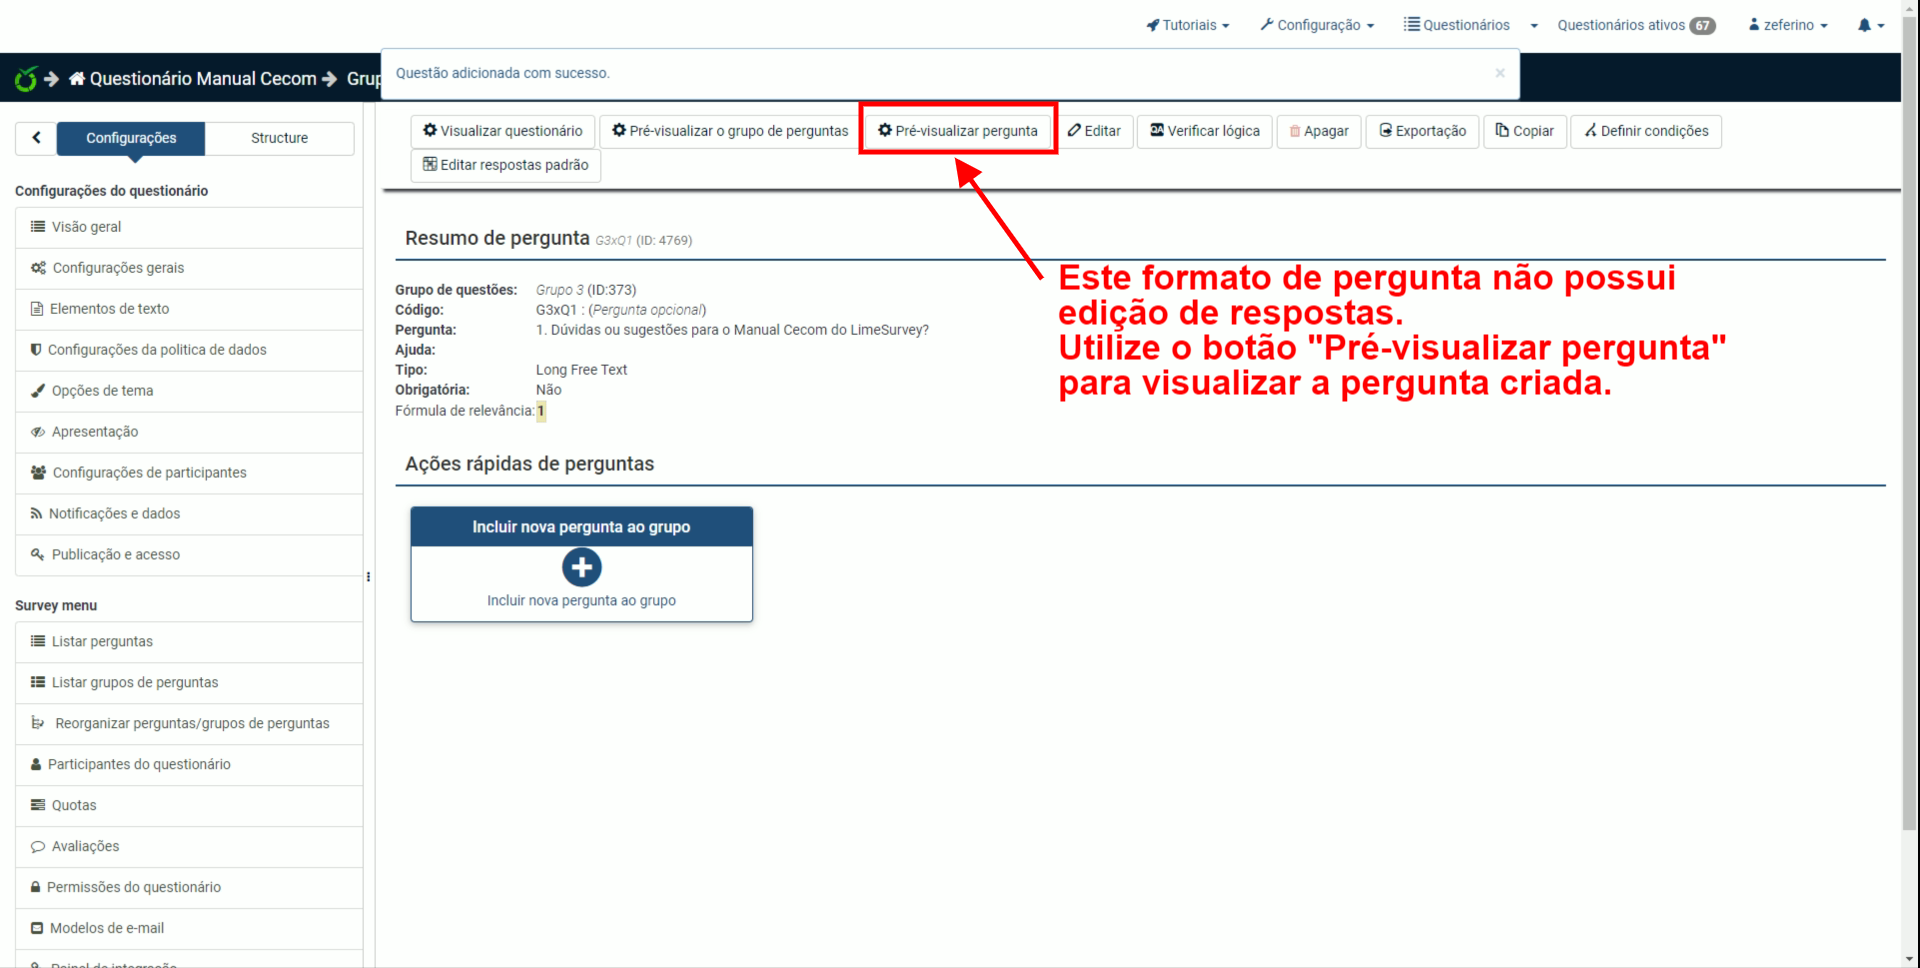 Tutoriais
Configuração
Questionários
Questionários ativos 67
zeferino
Questionário Manual Cecom
Grup
Questão adicionada com sucesso.
×
Configurações
Structure
Visualizar questionário
Pré-visualizar o grupo de perguntas
Pré-visualizar pergunta
Editar
Verificar lógica
Apagar
Exportação
Copiar
Definir condições
Editar respostas padrão
Configurações do questionário
Visão geral
Configurações gerais
Elementos de texto
Configurações da politica de dados
Opções de tema
Apresentação
Configurações de participantes
Notificações e dados
Publicação e acesso
Survey menu
Listar perguntas
Listar grupos de perguntas
Reorganizar perguntas/grupos de perguntas
Participantes do questionário
Quotas
Avaliações
Permissões do questionário
Modelos de e-mail
Painel de integração
Resumo de pergunta G3xQ1 (ID: 4769)
Grupo de questões: Grupo 3 (ID:373)
Código: G3xQ1 : (Pergunta opcional)
Pergunta: 1. Dúvidas ou sugestões para o Manual Cecom do LimeSurvey?
Ajuda:
Tipo: Long Free Text
Obrigatória: Não
Fórmula de relevância: 1
Este formato de pergunta não possui
edição de respostas.
Utilize o botão "Pré-visualizar pergunta"
para visualizar a pergunta criada.
Ações rápidas de perguntas
Incluir nova pergunta ao grupo
Incluir nova pergunta ao grupo